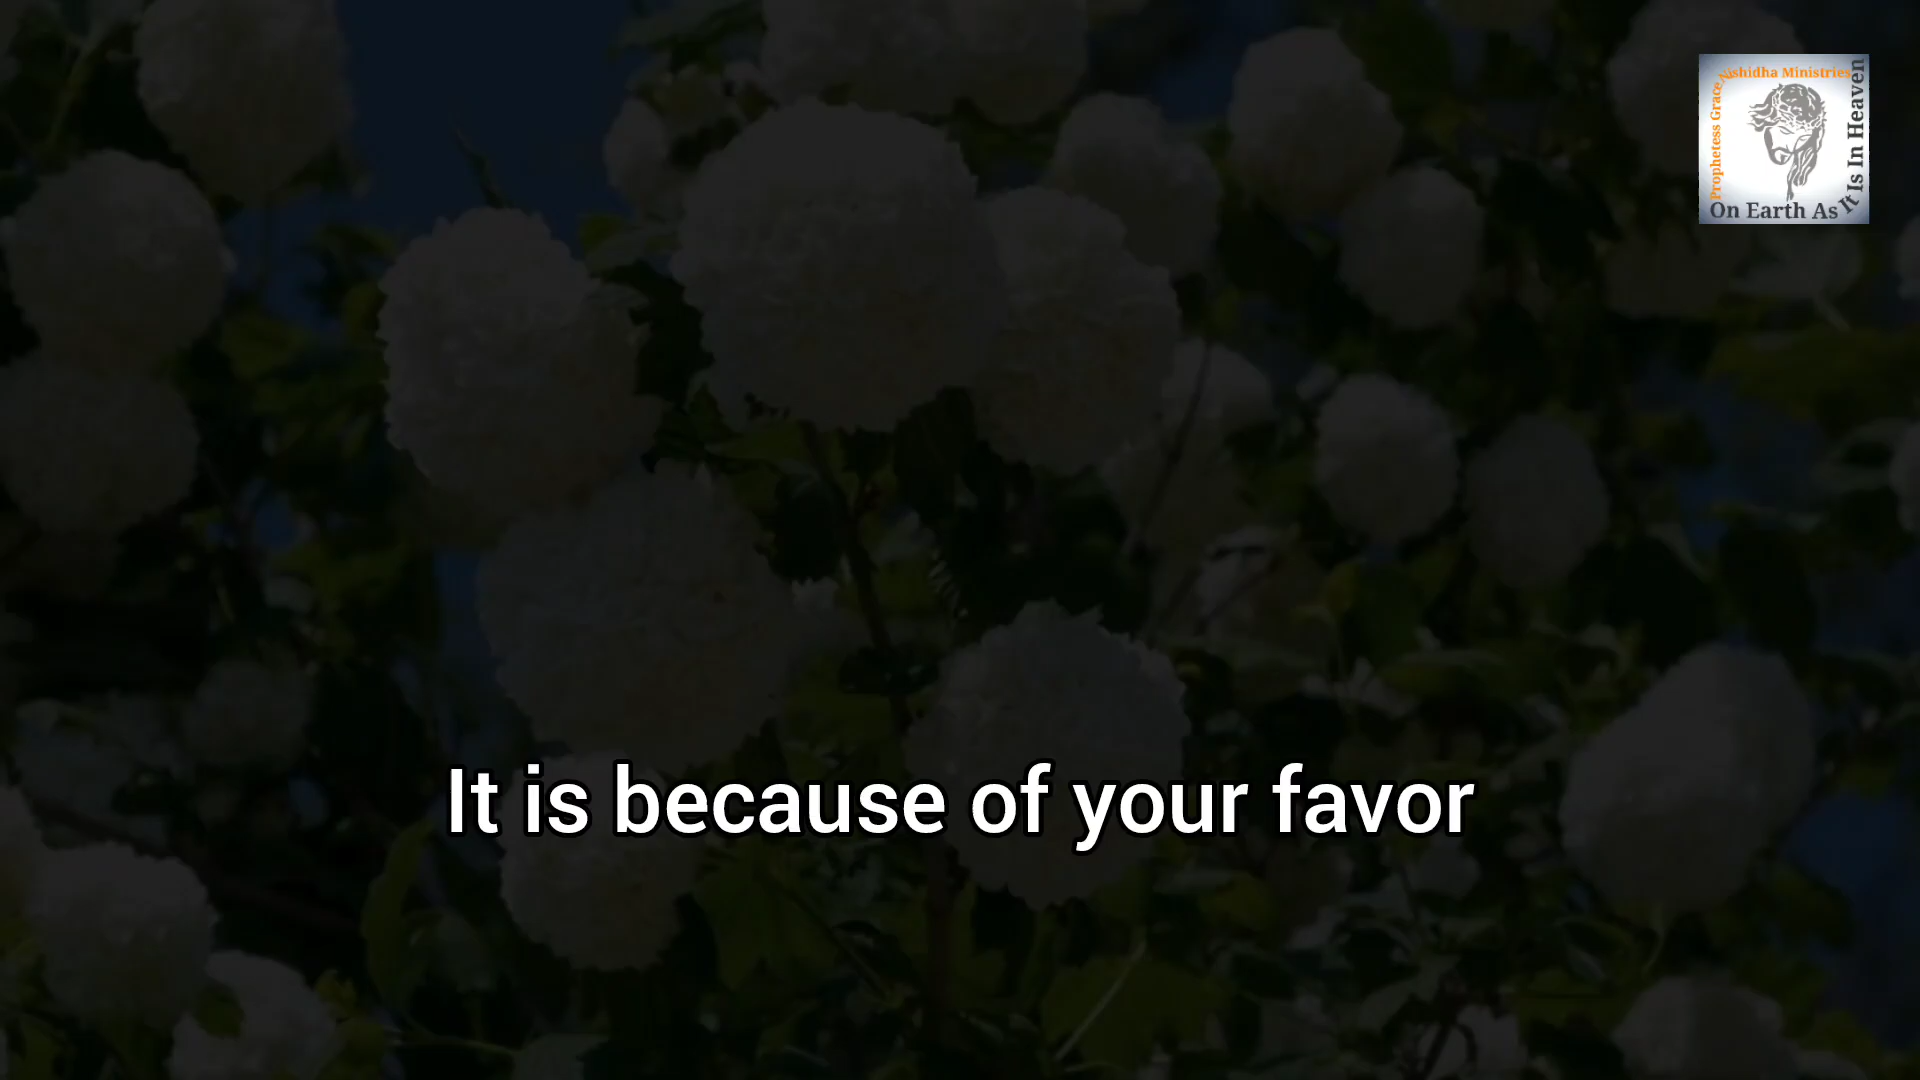 Prophetess Grace Nishidha Ministries
On Earth As It Is In Heaven
It is because of your favor